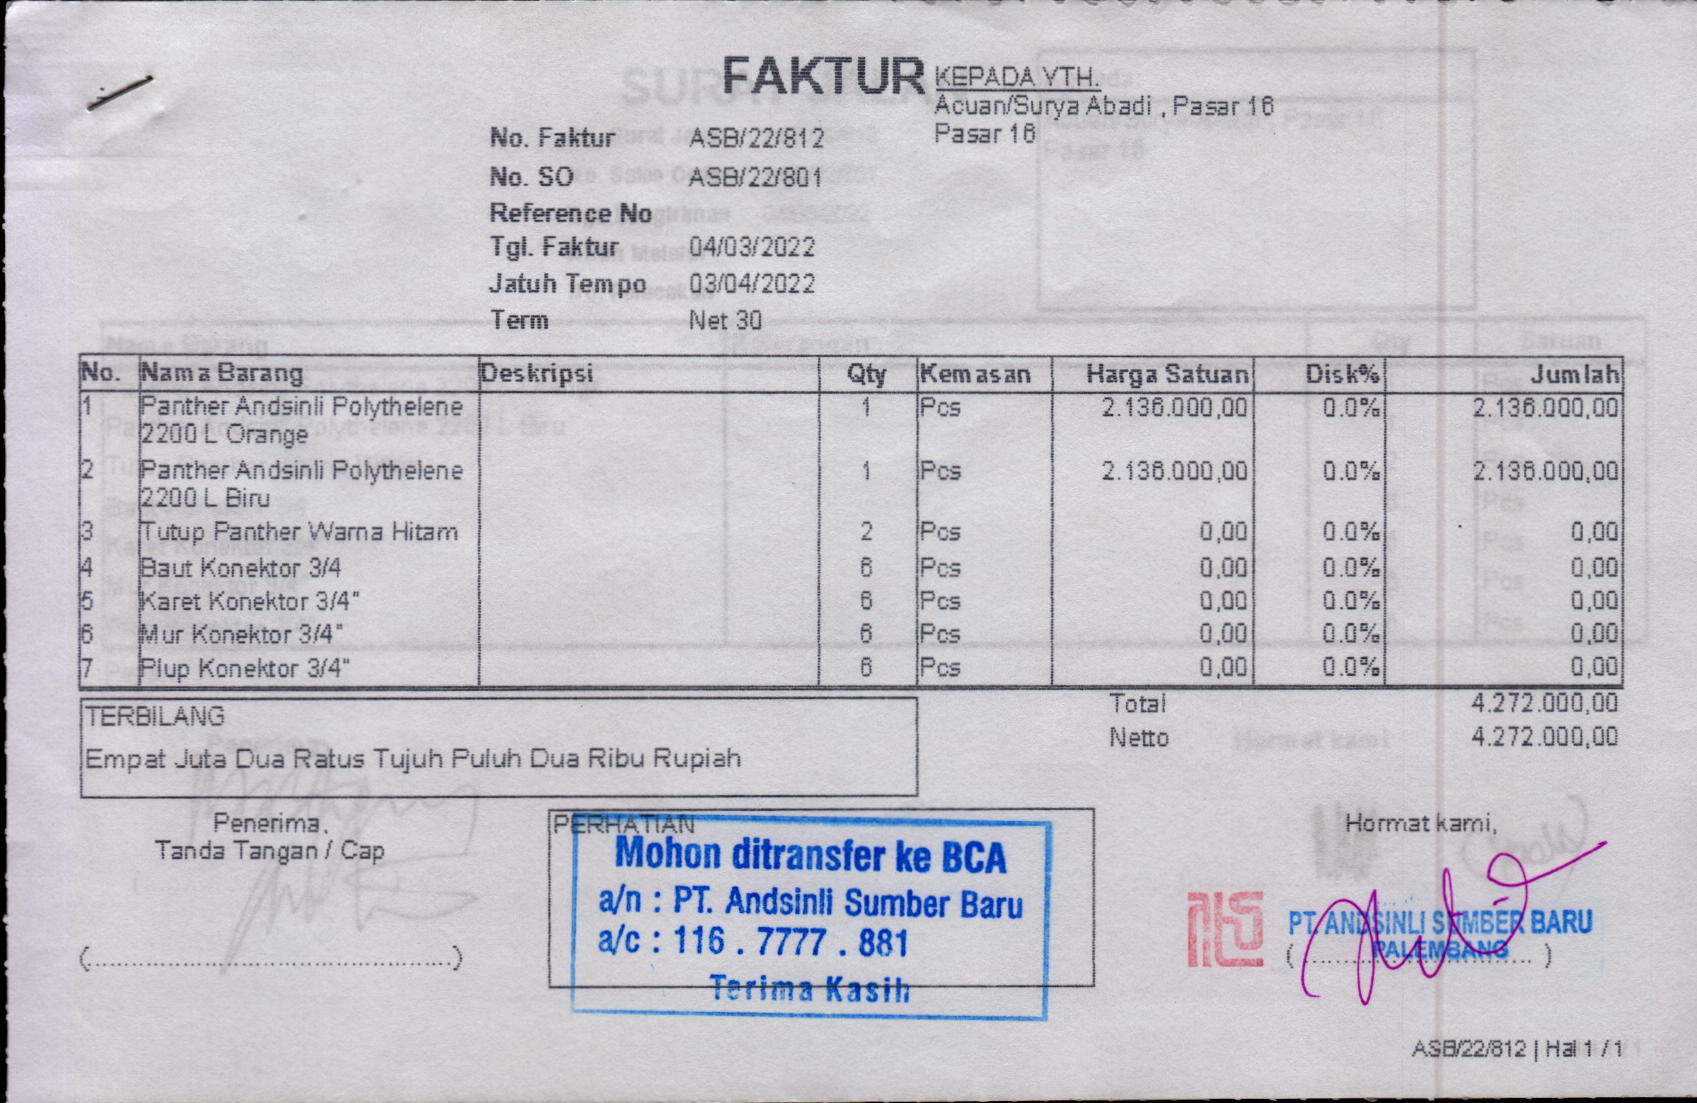 FAKTUR
KEPADA YTH.
Acuan/Surya Abadi , Pasar 16
Pasar 16
No. Faktur ASB/22/812
No. SO ASB/22/801
Reference No
Tgl. Faktur 04/03/2022
Jatuh Tempo 03/04/2022
Term Net 30
No. Nama Barang Deskripsi Qty Kemasan Harga Satuan Disk% Jumlah
1 Panther Andsinli Polythelene 1 Pcs 2.136.000,00 0.0% 2.136.000,00
2200 L Orange
2 Panther Andsinli Polythelene 1 Pcs 2.136.000,00 0.0% 2.136.000,00
2200 L Biru
3 Tutup Panther Warna Hitam 2 Pcs 0,00 0.0% 0,00
4 Baut Konektor 3/4 6 Pcs 0,00 0.0% 0,00
5 Karet Konektor 3/4" 6 Pcs 0,00 0.0% 0,00
6 Mur Konektor 3/4" 6 Pcs 0,00 0.0% 0,00
7 Plup Konektor 3/4" 6 Pcs 0,00 0.0% 0,00
Total 4.272.000,00
Netto 4.272.000,00
TERBILANG
Empat Juta Dua Ratus Tujuh Puluh Dua Ribu Rupiah
Penerima,
Tanda Tangan / Cap
(..............................................)
PERHATIAN
Mohon ditransfer ke BCA
a/n : PT. Andsinli Sumber Baru
a/c : 116 . 7777 . 881
Terima Kasih
Hormat kami,
PT. ANDSINLI SUMBER BARU
PALEMBANG
(..............................)
ASB/22/812 | Hal 1 / 1